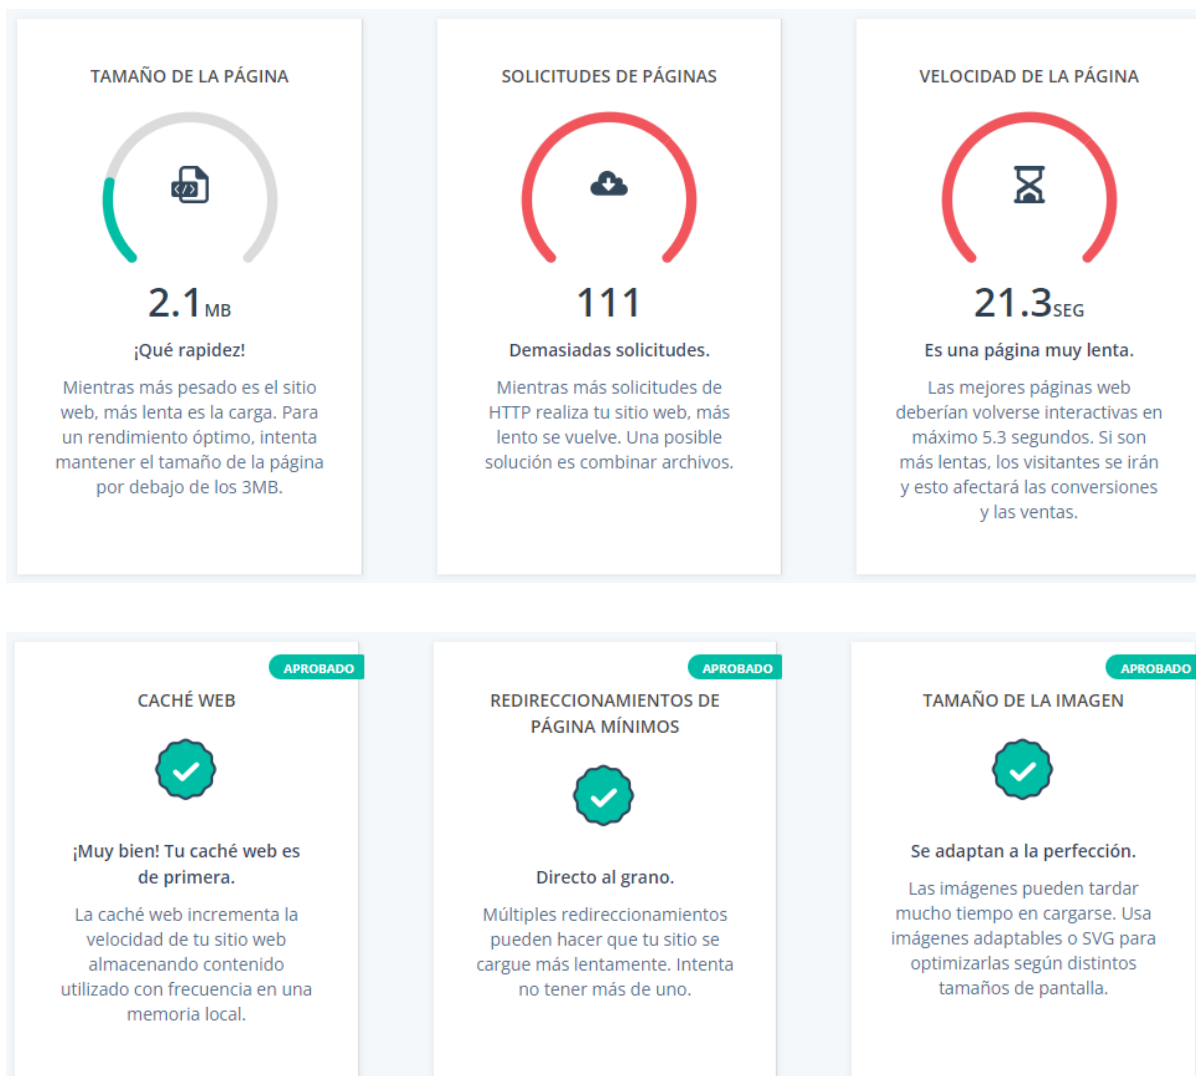 TAMAÑO DE LA PÁGINA
</>
2.1MB
¡Qué rapidez!
Mientras más pesado es el sitio
web, más lenta es la carga. Para
un rendimiento óptimo, intenta
mantener el tamaño de la página
por debajo de los 3MB.
SOLICITUDES DE PÁGINAS
111
Demasiadas solicitudes.
Mientras más solicitudes de
HTTP realiza tu sitio web, más
lento se vuelve. Una posible
solución es combinar archivos.
VELOCIDAD DE LA PÁGINA
21.3SEG
Es una página muy lenta.
Las mejores páginas web
deberían volverse interactivas en
máximo 5.3 segundos. Si son
más lentas, los visitantes se irán
y esto afectará las conversiones
y las ventas.
APROBADO
CACHÉ WEB
¡Muy bien! Tu caché web es
de primera.
La caché web incrementa la
velocidad de tu sitio web
almacenando contenido
utilizado con frecuencia en una
memoria local.
APROBADO
REDIRECCIONAMIENTOS DE
PÁGINA MÍNIMOS
Directo al grano.
Múltiples redireccionamientos
pueden hacer que tu sitio se
cargue más lentamente. Intenta
no tener más de uno.
APROBADO
TAMAÑO DE LA IMAGEN
Se adaptan a la perfección.
Las imágenes pueden tardar
mucho tiempo en cargarse. Usa
imágenes adaptables o SVG para
optimizarlas según distintos
tamaños de pantalla.